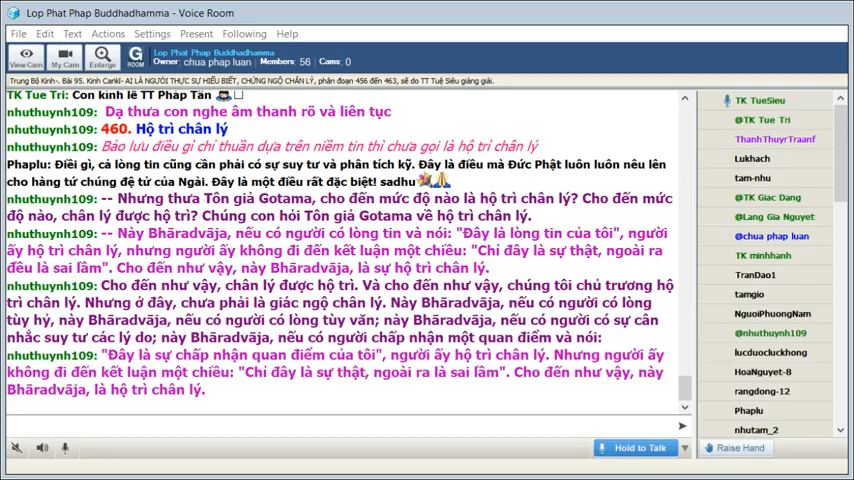 Lop Phat Phap Buddhadhamma - Voice Room
File Edit Text Actions Settings Present Following Help
View Cam My Cam Enlarge G ROOM
Lop Phat Phap Buddhadhamma
Owner: chua phap luan Members: 56 Cams: 0
Trung Bộ Kinh-. Bài 95. Kinh Canki- AI LÀ NGƯỜI THỰC SỰ HIỂU BIẾT, CHỨNG NGỘ CHÂN LÝ, phân đoạn 456 đến 463, sẽ do TT Tuệ Siêu giảng giải.
TK Tue Tri: Con kính lễ TT Pháp Tân
nhuthuynh109: Dạ thưa con nghe âm thanh rõ và liên tục
nhuthuynh109: 460. Hộ trì chân lý
nhuthuynh109: Bảo lưu điều gì chỉ thuần dựa trên niềm tin thì chưa gọi là hộ trì chân lý
Phaplu: Điều gì, cả lòng tin cũng cần phải có sự suy tư và phân tích kỹ. Đây là điều mà Đức Phật luôn luôn nêu lên
cho hàng tứ chúng đệ tử của Ngài. Đây là một điều rất đặc biệt! sadhu
nhuthuynh109: -- Nhưng thưa Tôn giả Gotama, cho đến mức độ nào là hộ trì chân lý? Cho đến mức
độ nào, chân lý được hộ trì? Chúng con hỏi Tôn giả Gotama về hộ trì chân lý.
nhuthuynh109: -- Này Bhāradvāja, nếu có người có lòng tin và nói: "Đây là lòng tin của tôi", người
ấy hộ trì chân lý, nhưng người ấy không đi đến kết luận một chiều: "Chỉ đây là sự thật, ngoài ra
đều là sai lầm". Cho đến như vậy, này Bhāradvāja, là sự hộ trì chân lý.
nhuthuynh109: Cho đến như vậy, chân lý được hộ trì. Và cho đến như vậy, chúng tôi chủ trương hộ
trì chân lý. Nhưng ở đây, chưa phải là giác ngộ chân lý. Này Bhāradvāja, nếu có người có lòng
tùy hỷ, này Bhāradvāja, nếu có người có lòng tùy văn; này Bhāradvāja, nếu có người có sự cân
nhắc suy tư các lý do; này Bhāradvāja, nếu có người chấp nhận một quan điểm và nói:
nhuthuynh109: "Đây là sự chấp nhận quan điểm của tôi", người ấy hộ trì chân lý. Nhưng người ấy
không đi đến kết luận một chiều: "Chỉ đây là sự thật, ngoài ra là sai lầm". Cho đến như vậy, này
Bhāradvāja, là hộ trì chân lý.
Hold to Talk
TK TueSieu
@TK Tue Tri
ThanhThuyrTraanf
Lukhach
tam-nhu
@TK Giac Dang
@Lang Gia Nguyet
@chua phap luan
TK minhhanh
TranDao1
tamgio
NguoiPhuongNam
@nhuthuynh109
lucduocluckhong
HoaNguyet-8
rangdong-12
Phaplu
nhutam_2
Raise Hand